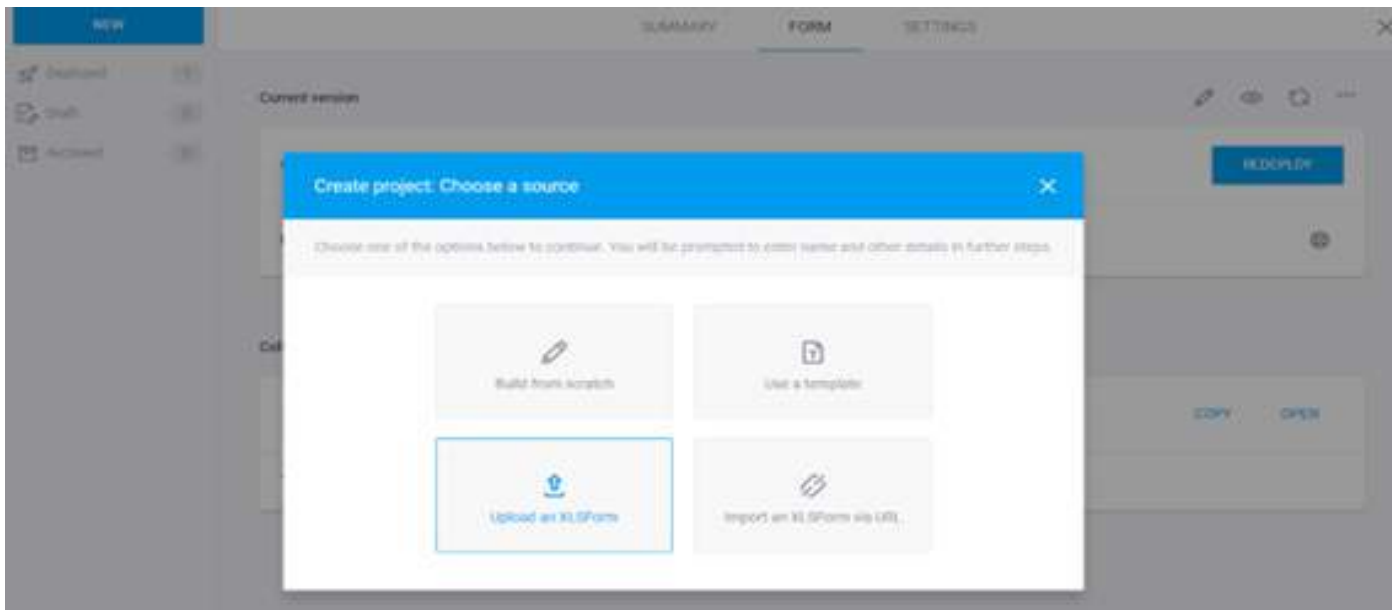 NEW
SUMMARY FORM SETTINGS
Deployed
Draft
Archived
Current version
REDEPLOY
Create project: Choose a source
Choose one of the options below to continue. You will be prompted to enter name and other details in further steps.
Build from scratch
Use a template
Upload an XLSForm
Import an XLSForm via URL
COPY OPEN